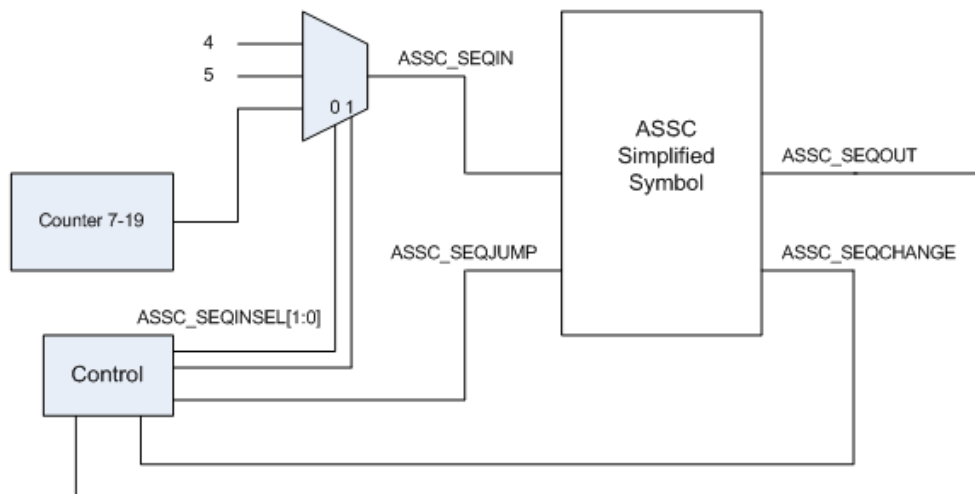 4
ASSC_SEQIN
5
0 1
ASSC
Simplified
Symbol
ASSC_SEQOUT
Counter 7-19
ASSC_SEQJUMP
ASSC_SEQCHANGE
ASSC_SEQINSEL[1:0]
Control